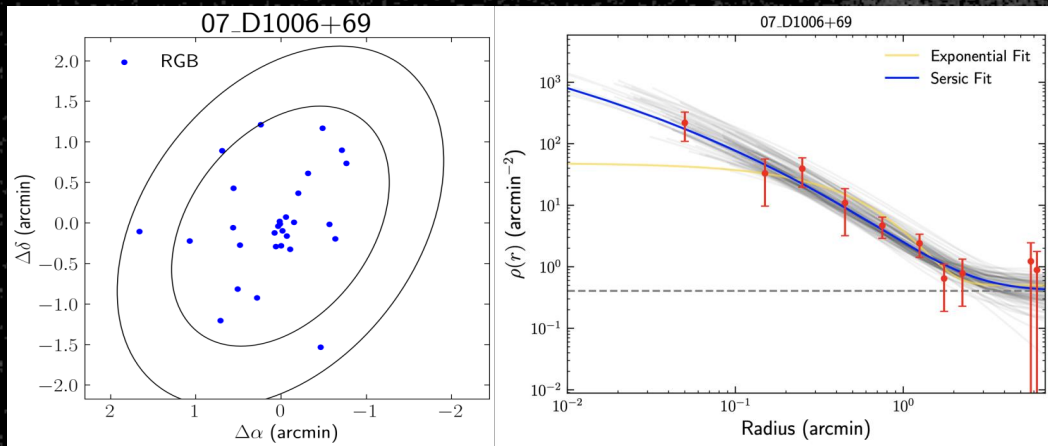 07_D1006+69
RGB
2.0
1.5
1.0
0.5
0.0
−0.5
−1.0
−1.5
−2.0
Δδ (arcmin)
2 1 0 −1 −2
Δα (arcmin)
07_D1006+69
Exponential Fit
Sersic Fit
10³
10²
10¹
10⁰
10⁻¹
10⁻²
ρ(r) (arcmin⁻²)
10⁻² 10⁻¹ 10⁰
Radius (arcmin)